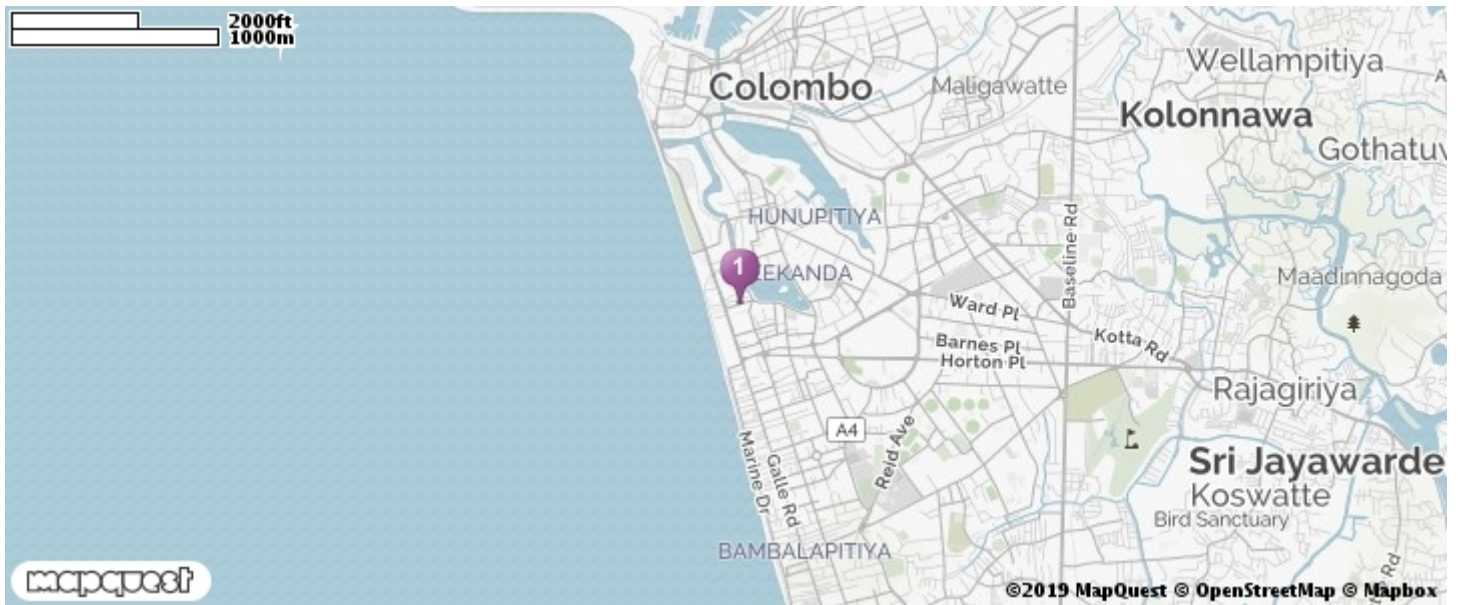 2000ft
1000m
Colombo
Maligawatte
Wellampitiya
A
Kolonnawa
Gothatuv
HUNUPITIYA
Baseline Rd
1
EEKANDA
Maadinnagoda
Ward Pl
Kotta Rd
Barnes Pl
Horton Pl
Rajagiriya
A4
Reid Ave
Marine Dr
Galle Rd
Sri Jayawarde
Koswatte
Bird Sanctuary
BAMBALAPITIYA
Rd
mapquest
©2019 MapQuest © OpenStreetMap © Mapbox